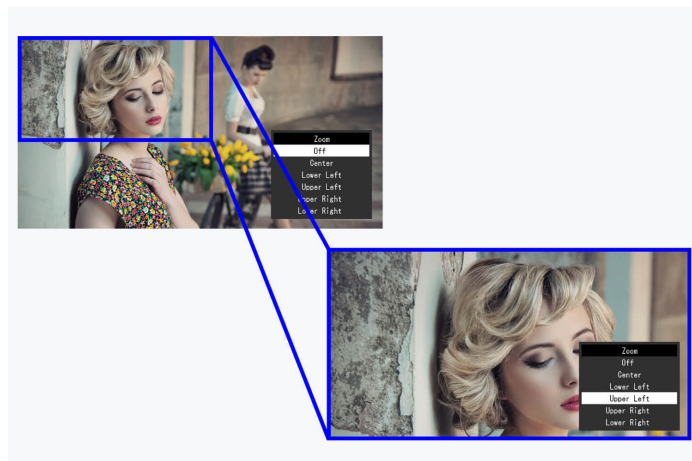 Zoom
Off
Center
Lower Left
Upper Left
Upper Right
Lower Right
Zoom
Off
Center
Lower Left
Upper Left
Upper Right
Lower Right